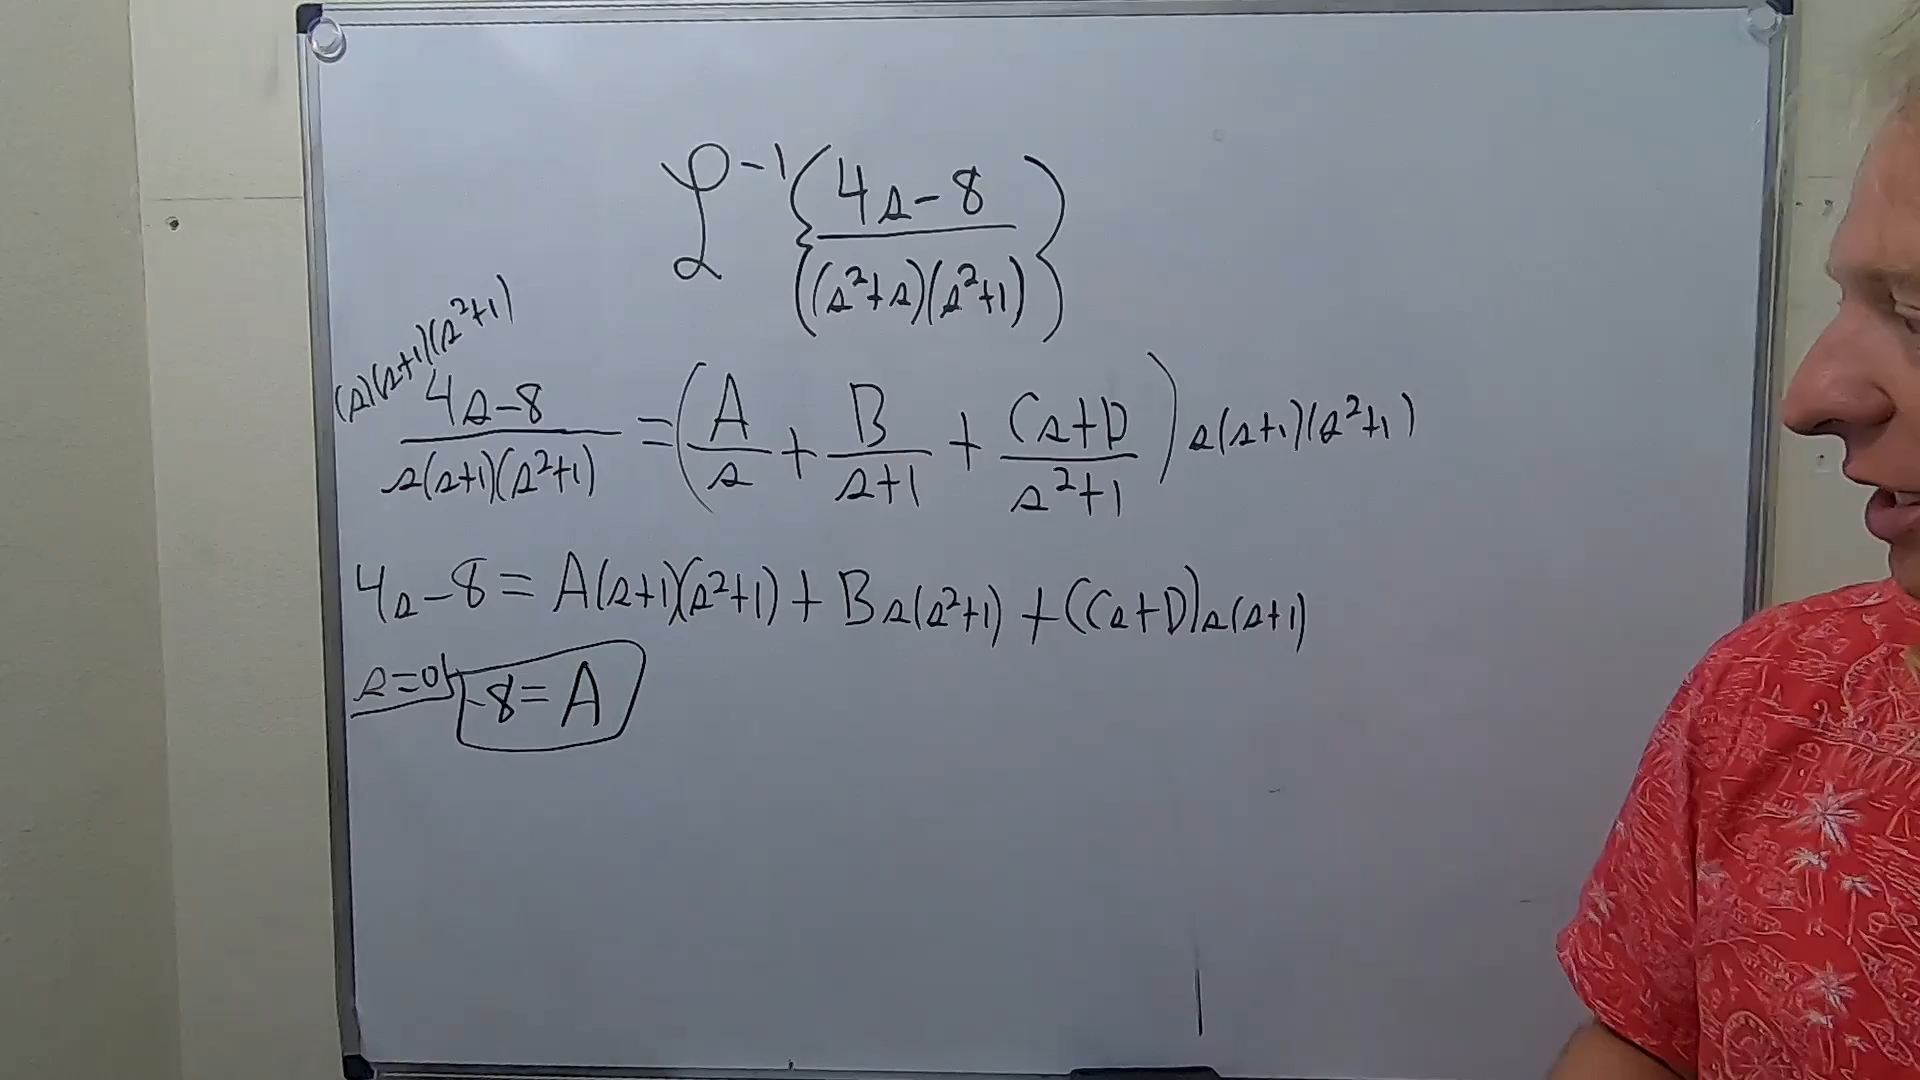 ℒ⁻¹{(4s-8)/((s²+s)(s²+1))}
(s)(s+1)(s²+1) (4s-8)/(s(s+1)(s²+1)) = (A/s + B/(s+1) + (Cs+D)/(s²+1)) s(s+1)(s²+1)
4s-8 = A(s+1)(s²+1) + Bs(s²+1) + (Cs+D)s(s+1)
s=0 -8=A